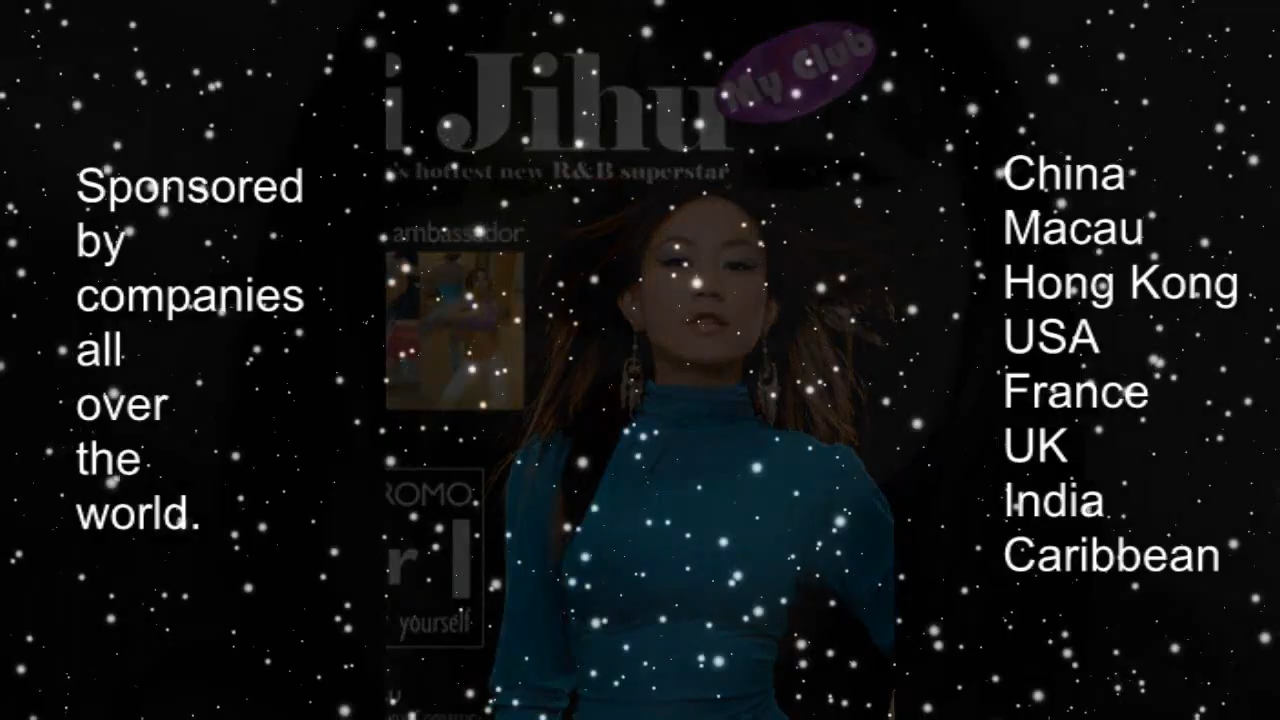 Sponsored
by
companies
all
over
the
world.
i Jihu
My Club
's hottest new R&B superstar
ambassador
ROMO
r 1
yourself
China
Macau
Hong Kong
USA
France
UK
India
Caribbean